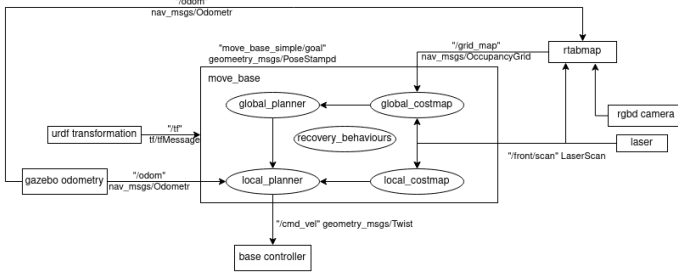 "/odom"
nav_msgs/Odometr
"move_base_simple/goal"
geomeetry_msgs/PoseStampd
"/grid_map"
nav_msgs/OccupancyGrid
rtabmap
move_base
global_planner
global_costmap
rgbd camera
urdf transformation
"/tf"
tf/tfMessage
recovery_behaviours
laser
"/front/scan" LaserScan
gazebo odometry
"/odom"
nav_msgs/Odometr
local_planner
local_costmap
"/cmd_vel" geometry_msgs/Twist
base controller